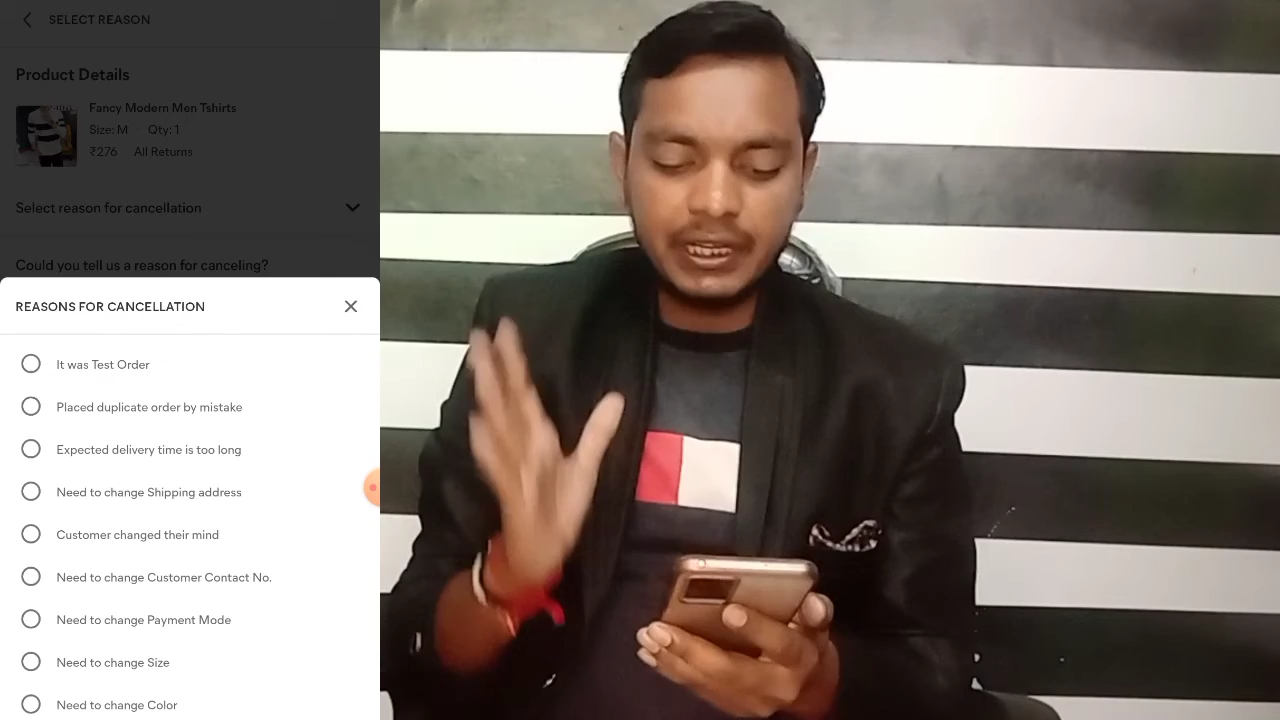 SELECT REASON
Product Details
Fancy Modern Men Tshirts
Size: M Qty: 1
₹276 All Returns
Select reason for cancellation
Could you tell us a reason for canceling?
REASONS FOR CANCELLATION
It was Test Order
Placed duplicate order by mistake
Expected delivery time is too long
Need to change Shipping address
Customer changed their mind
Need to change Customer Contact No.
Need to change Payment Mode
Need to change Size
Need to change Color